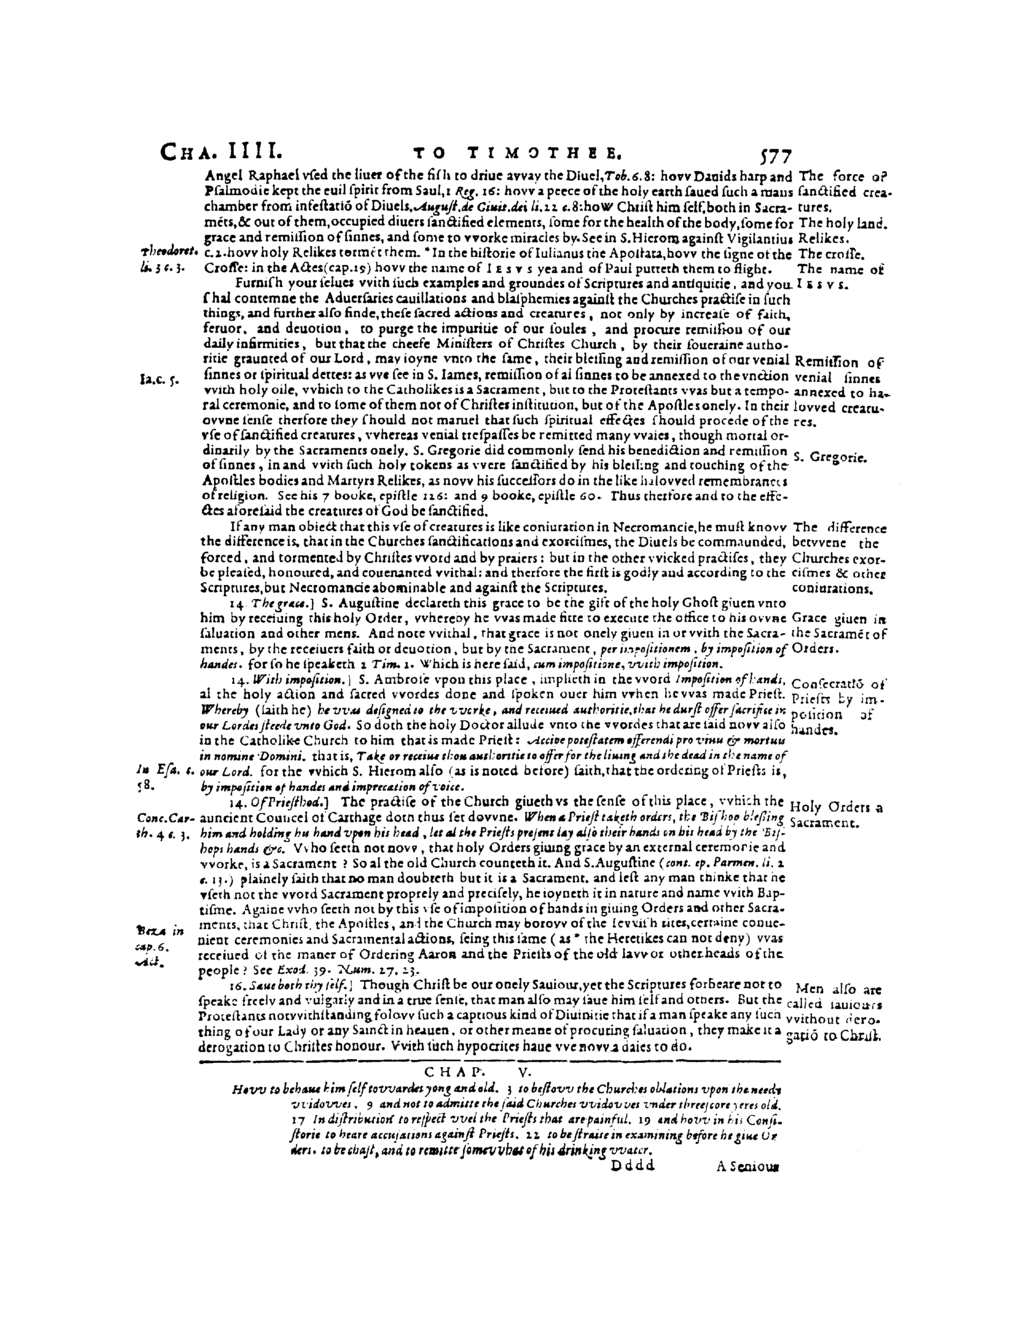 CHA. IIII. TO TIMOTHEE. 577
Angel Raphael vsed the liuer of the fish to driue avvay the Diuel, Tob. 6. 8: hovv Dauids harp and
Psalmodie kept the euil spirit from Saul, 1 Reg. 16: hovv a peece of the holy earth saued such a mans
chamber from infestatiõ of Diuels, August. de Ciuit. dei li. 22 c. 8: hoW Christ him self, both in Sacra-
mẽts, & out of them, occupied diuers sanctified elements, some for the health of the body, some for
grace and remission of sinnes, and some to vvorke miracles by. See in S. Hierom against Vigilantius
c. 2. hovv holy Relikes tormẽt them. *In the historie of Iulianus the Apostata, hovv the signe of the
Crosse: in the Actes (cap. 19) hovv the name of IESVS yea and of Paul putteth them to flight.
The force of
sanctified crea-
tures.
The holy land.
Relikes.
The crosse.
The name of
IESVS.
Theodoret.
li. 3 c. 3.
Furnish your selues vvith such examples and groundes of Scriptures and antiquitie, and you
shal contemne the Aduersaries cauillations and blasphemies against the Churches practise in such
things, and further also finde, these sacred actions and creatures, not only by increase of faith,
feruor, and deuotion, to purge the impuritie of our soules, and procure remission of our
daily infirmities, but that the cheefe Ministers of Christes Church, by their soueraine autho-
ritie graunted of our Lord, may ioyne vnto the same, their blessing and remission of our venial
sinnes or spiritual dettes: as vve see in S. Iames, remission of al sinnes to be annexed to the vnction
vvith holy oile, vvhich to the Catholikes is a Sacrament, but to the Protestants vvas but a tempo-
ral ceremonie, and to some of them not of Christes institution, but of the Apostles onely. In their
ovvne sense therfore they should not maruel that such spiritual effectes should procede of the
vse of sanctified creatures, vvhereas venial trespasses be remitted many vvaies, though mortal or-
dinarily by the Sacraments onely. S. Gregorie did commonly send his benediction and remission
of sinnes, in and vvith such holy tokens as vvere sanctified by his blessing and touching of the
Apostles bodies and Martyrs Relikes, as novv his successors do in the like halovved remembrances
of religion. See his 7 booke, epistle 126: and 9 booke, epistle 60. Thus therfore and to the effe-
ctes aforesaid the creatures of God be sanctified.
Ia. c. 5.
Remission of
venial sinnes
annexed to ha-
lovved creatu-
res.
S. Gregorie.
If any man obiect that this vse of creatures is like coniuration in Necromancie, he must knovv
the difference is, that in the Churches sanctifications and exorcismes, the Diuels be commaunded,
forced, and tormented by Christes vvord and by praiers: but in the other vvicked practises, they
be pleased, honoured, and couenanted vvithal: and therfore the first is godly and according to the
Scriptures, but Necromancie abominable and against the Scriptures.
The difference
betvvene the
Churches exor-
cismes & other
coniurations.
14. The grace.] S. Augustine declareth this grace to be the gift of the holy Ghost giuen vnto
him by receiuing this holy Order, vvhereby he vvas made fitte to execute the office to his ovvne
saluation and other mens. And note vvithal, that grace is not onely giuen in or vvith the Sacra-
ments, by the receiuers faith or deuotion, but by the Sacrament, per impositionem, by imposition of
handes. for so he speaketh 2 Tim. 1. Which is here said, cum impositione, vvith imposition.
Grace giuen in
the Sacramẽt of
Orders.
14. With imposition.] S. Ambrose vpon this place, implieth in the vvord Imposition of hands,
al the holy action and sacred vvordes done and spoken ouer him vvhen he vvas made Priest.
Whereby (saith he) he vvas designed to the vvorke, and receiued authoritie, that he durst offer sacrifice in
our Lordes steede vnto God. So doth the holy Doctor allude vnto the vvordes that are said novv also
in the Catholike Church to him that is made Priest: Accipe potestatem offerendi pro viuis & mortuis
in nomine Domini. that is, Take or receiue thou authoritie to offer for the liuing and the dead in the name of
our Lord. for the vvhich S. Hierom also (as is noted before) saith, that the ordering of Priests is,
by imposition of handes and imprecation of voice.
Consecratiõ of
Priests by im-
position of
handes.
In Esa. c.
58.
14. Of Priesthod.] The practise of the Church giueth vs the sense of this place, vvhich the
auncient Councel of Carthage doth thus set dovvne. When a Priest taketh orders, the Bishop blessing
him and holding his hand vpon his head, let al the Priests present lay also their hands on his head by the Bis-
hops hands &c. VVho seeth not novv, that holy Orders giuing grace by an external ceremonie and
vvorke, is a Sacrament? So al the old Church counteth it. And S. Augustine (cont. ep. Parmen. li. 2
c. 13.) plainely saith that no man doubteth but it is a Sacrament. and lest any man thinke that he
vseth not the vvord Sacrament proprely and precisely, he ioyneth it in nature and name vvith Bap-
tisme. Againe vvho seeth not by this vse of imposition of hands in giuing Orders and other Sacra-
ments, that Christ, the Apostles, and the Church may borovv of the Ievvish rites, certaine conue-
nient ceremonies and Sacramental actions, seing this same (as * the Heretikes can not deny) vvas
receiued of the maner of Ordering Aaron and the Priests of the old lavv or other heads of the
people? See Exod. 39. Num. 27, 23.
Conc. Car-
th. 4 c. 3.
Holy Orders a
Sacrament.
Beza in
cap. 6.
Act.
16. Saue both thy self.] Though Christ be our onely Sauiour, yet the Scriptures forbeare not to
speake freely and vulgarly and in a true sense, that man also may saue him self and others. But the
Protestants notvvithstanding folovv such a captious kind of Diuinitie that if a man speake any such
thing of our Lady or any Sainct in heauen, or other meane of procuring saluation, they make it a
derogation to Christes honour. VVith such hypocrites haue vve novv a daies to do.
Men also are
called sauiours
vvithout dero-
gatiõ to Christ.
CHAP. V.
Hovv to behaue him self tovvardes yong and old. 3 to bestovv the Churches oblations vpon the needy
vvidovves, 9 and not to admitte the said Churches vvidovves vnder threescore yeres old.
17 In distribution to respect vvel the Priests that are painful. 19 and hovv in his Consi-
storie to heare accusations against Priests. 22 to be straite in examining before he giue Or
ders. to be chast, and to remitte somevvhat of his drinking vvater.
Dddd A Seniour